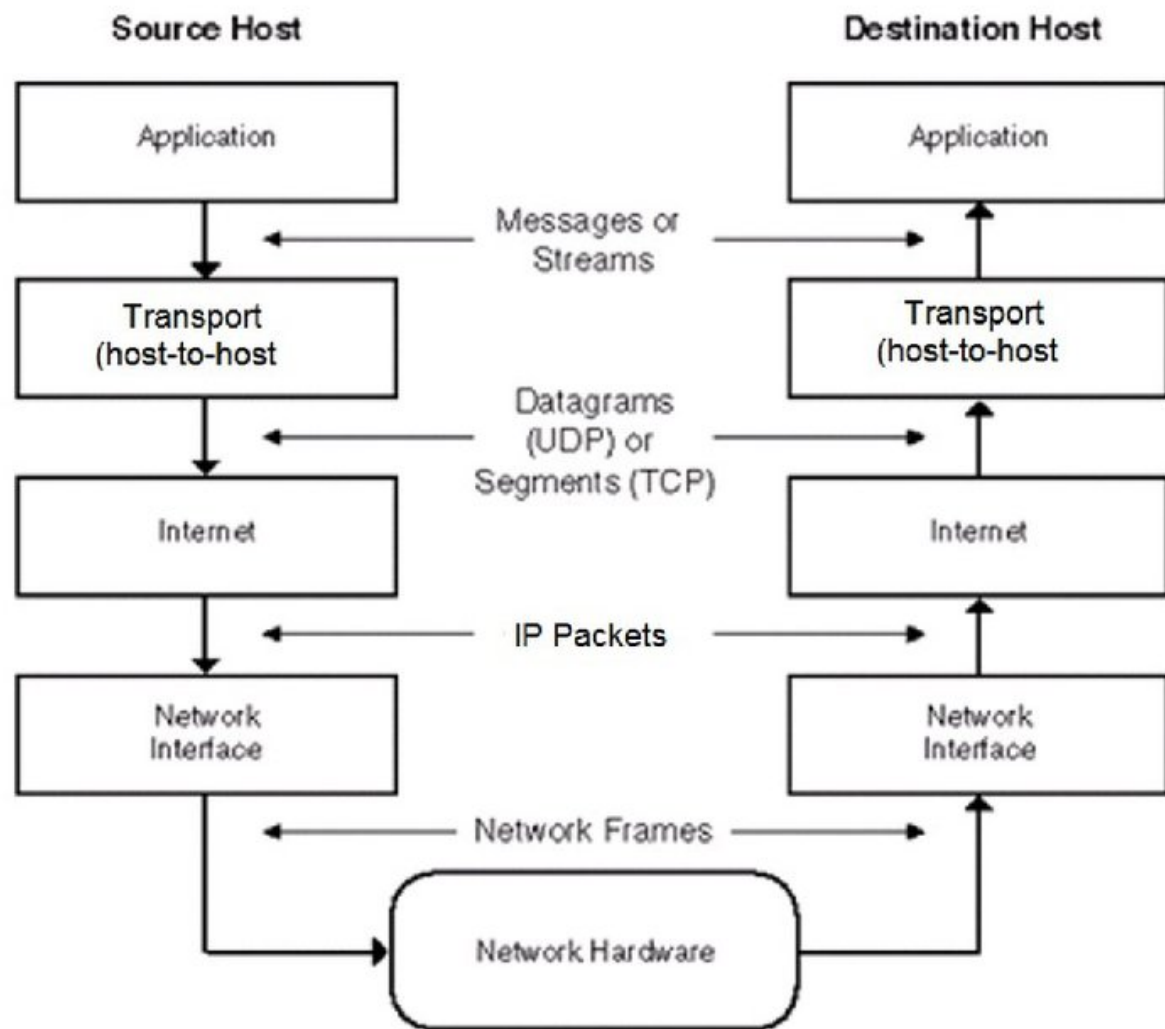 Source Host
Destination Host
Application
Application
Messages or
Streams
Transport
(host-to-host
Transport
(host-to-host
Datagrams
(UDP) or
Segments (TCP)
Internet
Internet
IP Packets
Network
Interface
Network
Interface
Network Frames
Network Hardware